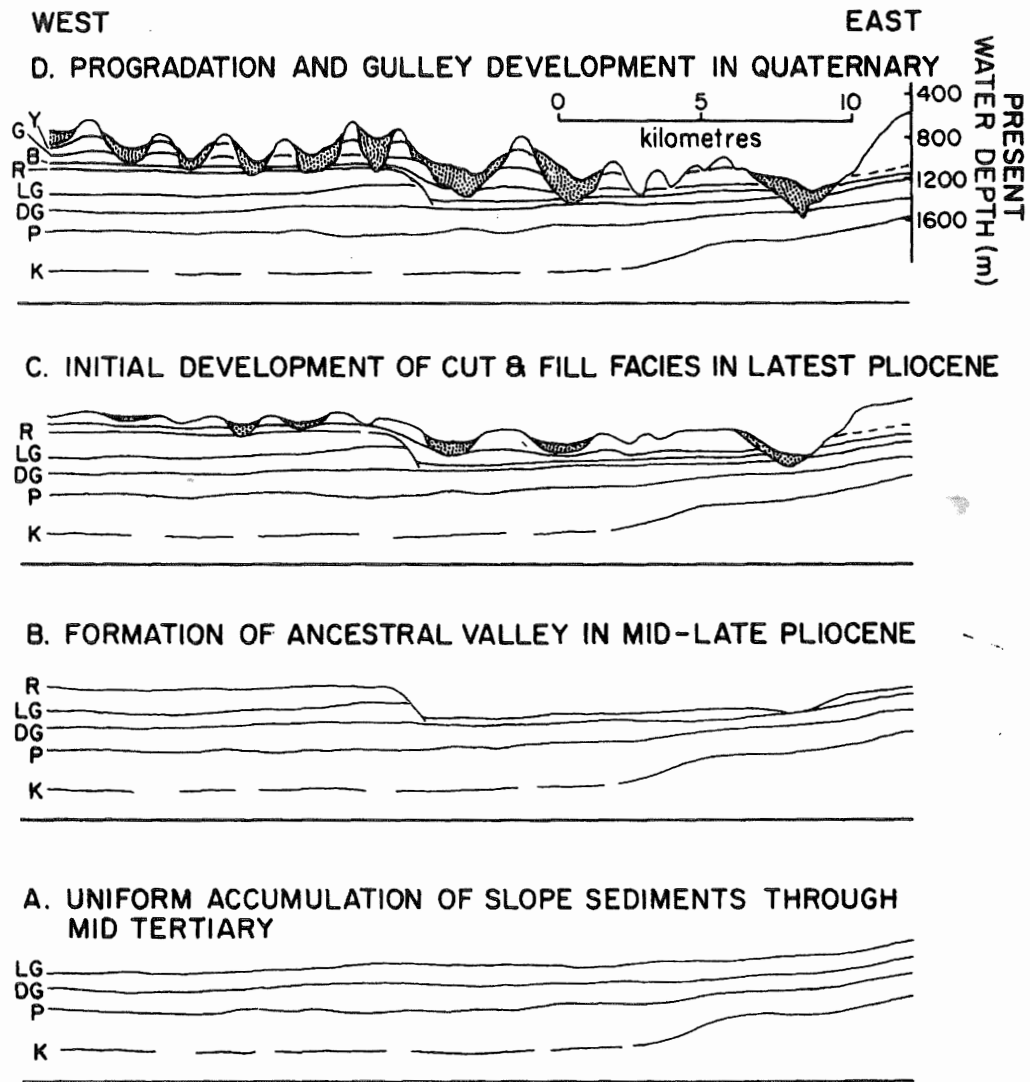 WEST
EAST
D. PROGRADATION AND GULLEY DEVELOPMENT IN QUATERNARY
0 5 10
kilometres
400
800
1200
1600
PRESENT
WATER DEPTH (m)
Y
G
B
R
LG
DG
P
K
C. INITIAL DEVELOPMENT OF CUT & FILL FACIES IN LATEST PLIOCENE
R
LG
DG
P
K
B. FORMATION OF ANCESTRAL VALLEY IN MID-LATE PLIOCENE
R
LG
DG
P
K
A. UNIFORM ACCUMULATION OF SLOPE SEDIMENTS THROUGH
MID TERTIARY
LG
DG
P
K